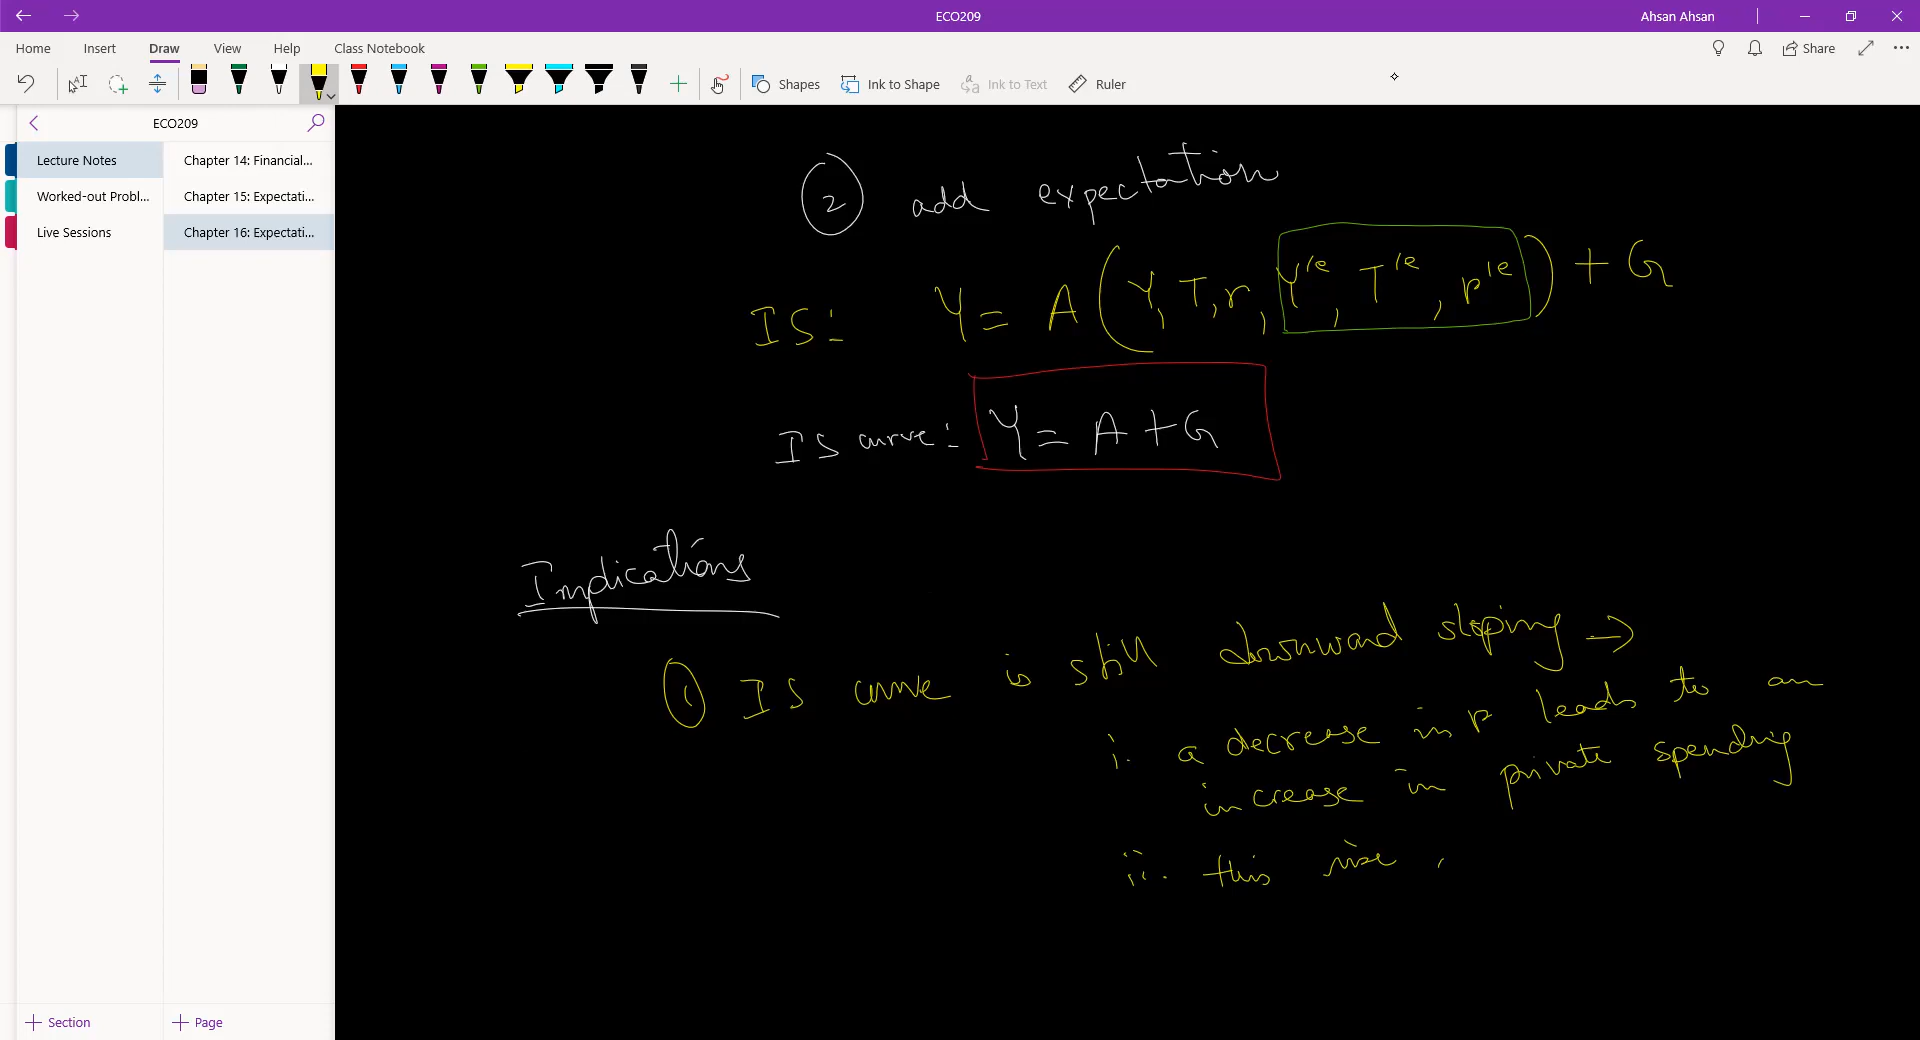 ECO209
Ahsan Ahsan
Home Insert Draw View Help Class Notebook
Share
Shapes Ink to Shape Ink to Text Ruler
ECO209
Lecture Notes
Worked-out Probl...
Live Sessions
Chapter 14: Financial...
Chapter 15: Expectati...
Chapter 16: Expectati...
2 add expectation
IS: Y = A (Y, T, r, Y'e, T'e, r'e) + G
IS curve: Y = A + G
Implications
1 IS curve is still downward sloping →
i. a decrease in r leads to an
increase in private spending
ii. this rise
+ Section
+ Page